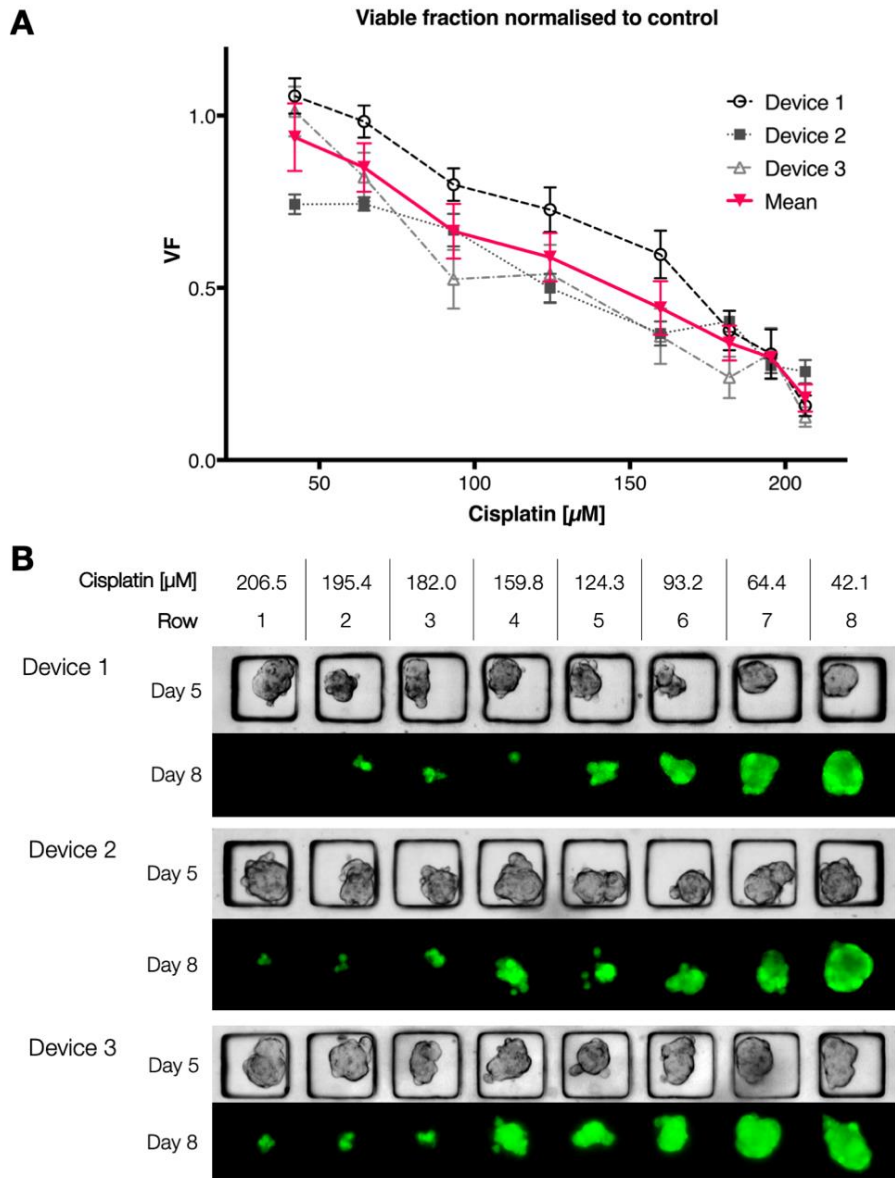 A
Viable fraction normalised to control
1.0
0.5
0.0
VF
50 100 150 200
Cisplatin [µM]
Device 1
Device 2
Device 3
Mean
B
Cisplatin [µM] 206.5 195.4 182.0 159.8 124.3 93.2 64.4 42.1
Row 1 2 3 4 5 6 7 8
Device 1
Day 5
Day 8
Device 2
Day 5
Day 8
Device 3
Day 5
Day 8